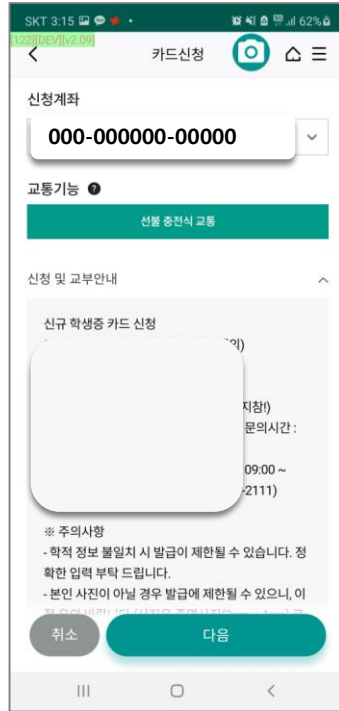 SKT 3:15
62%
[122][DEV][v2.09]
카드신청
신청계좌
000-000000-00000
교통기능
선불 충전식 교통
신청 및 교부안내
신규 학생증 카드 신청
지참!)
문의시간 :
09:00 ~
-2111)
※ 주의사항
- 학적 정보 불일치 시 발급이 제한될 수 있습니다. 정
확한 입력 부탁 드립니다.
- 본인 사진이 아닐 경우 발급에 제한될 수 있으니, 이
취소
다음